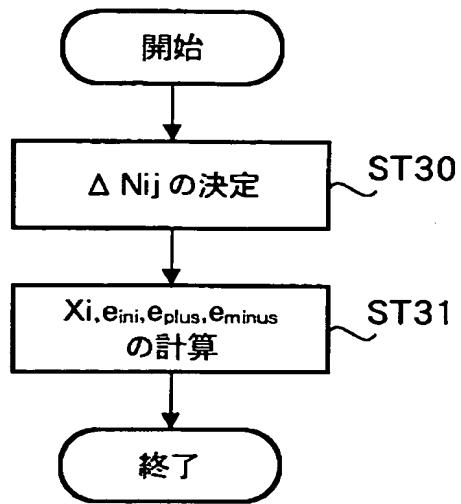 開始
Δ Nij の決定
ST30
Xi,eini,eplus,eminus
の計算
ST31
終了